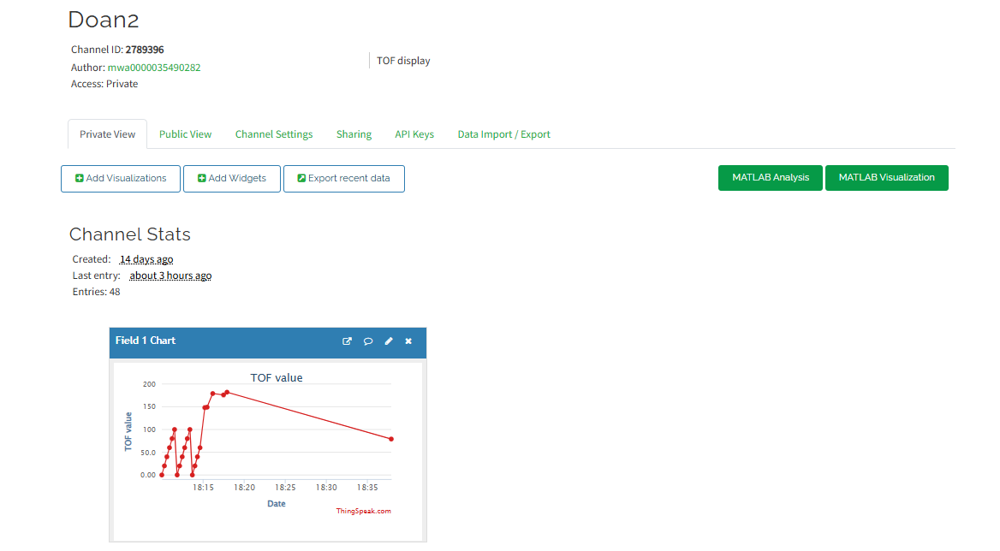 Doan2
Channel ID: 2789396
Author: mwa0000035490282
Access: Private
TOF display
Private View Public View Channel Settings Sharing API Keys Data Import / Export
Add Visualizations Add Widgets Export recent data MATLAB Analysis MATLAB Visualization
Channel Stats
Created: 14 days ago
Last entry: about 3 hours ago
Entries: 48
Field 1 Chart
TOF value
200
150
100
50.0
0.00
TOF value
18:15 18:20 18:25 18:30 18:35
Date
ThingSpeak.com